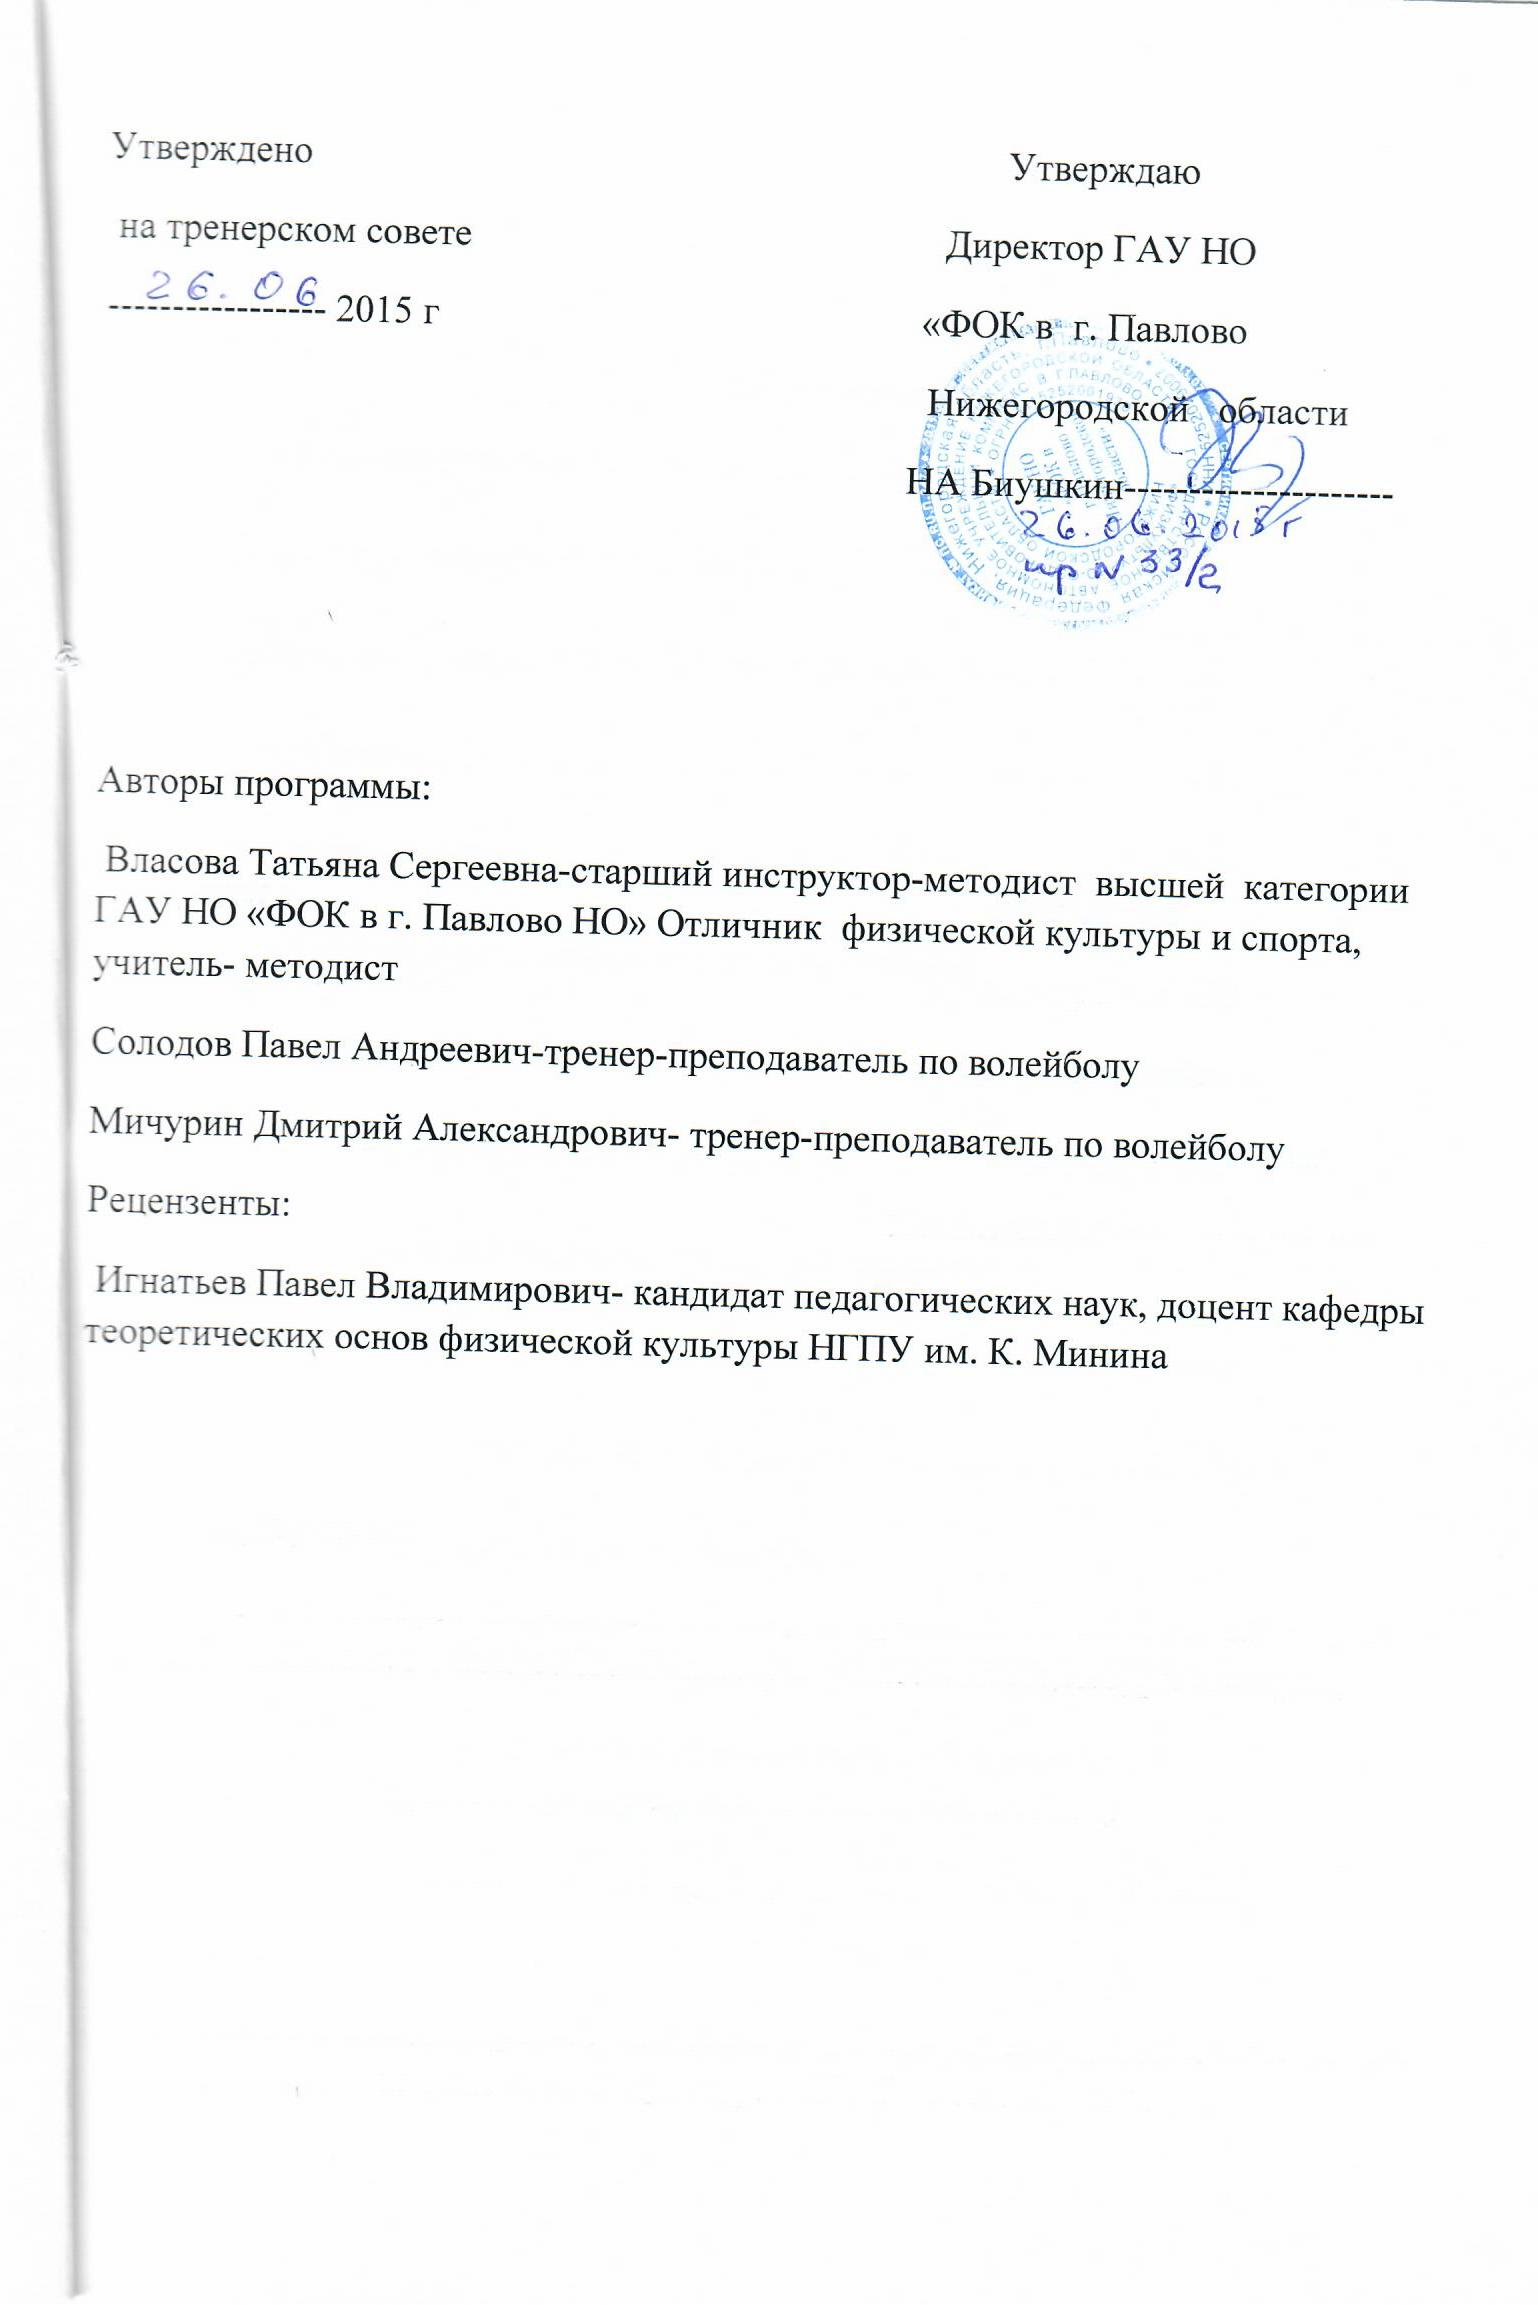 Утверждено
на тренерском совете
26.06
----------------- 2015 г
Утверждаю
Директор ГАУ НО
«ФОК в г. Павлово
Нижегородской области
НА Биушкин---------------------
26.06.2015 г
пр N 33/2
Авторы программы:
Власова Татьяна Сергеевна-старший инструктор-методист высшей категории
ГАУ НО «ФОК в г. Павлово НО» Отличник физической культуры и спорта,
учитель- методист
Солодов Павел Андреевич-тренер-преподаватель по волейболу
Мичурин Дмитрий Александрович- тренер-преподаватель по волейболу
Рецензенты:
Игнатьев Павел Владимирович- кандидат педагогических наук, доцент кафедры
теоретических основ физической культуры НГПУ им. К. Минина